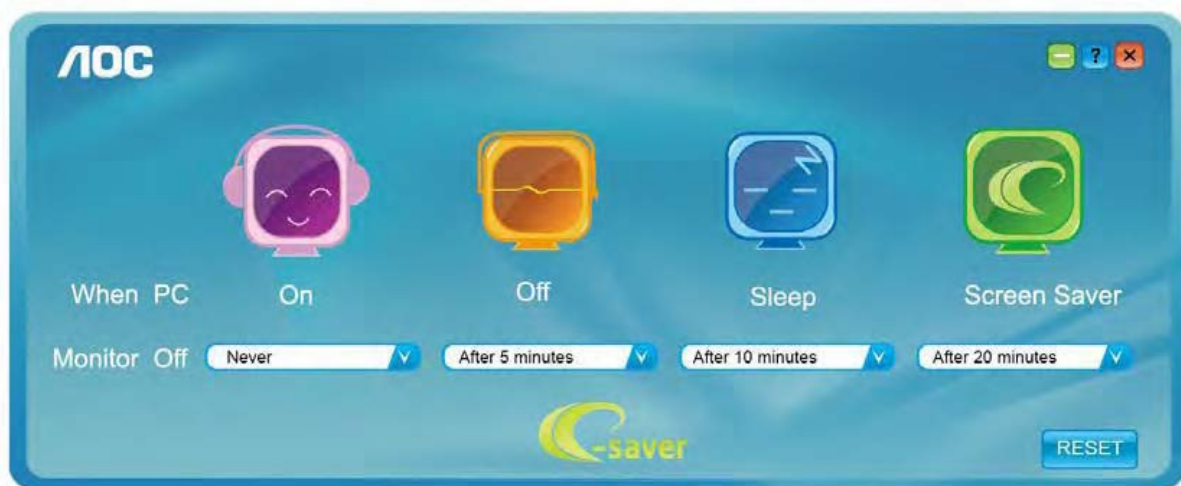 AOC
?
When PC On Off Sleep Screen Saver
Monitor Off Never After 5 minutes After 10 minutes After 20 minutes
e-saver
RESET